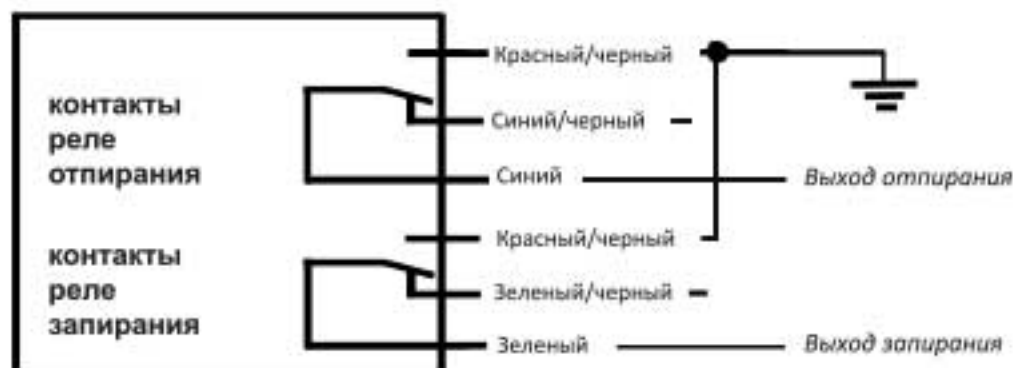 контакты
реле
отпирания
Красный/черный
Синий/черный
Синий
Выход отпирания
контакты
реле
запирания
Красный/черный
Зеленый/черный
Зеленый
Выход запирания